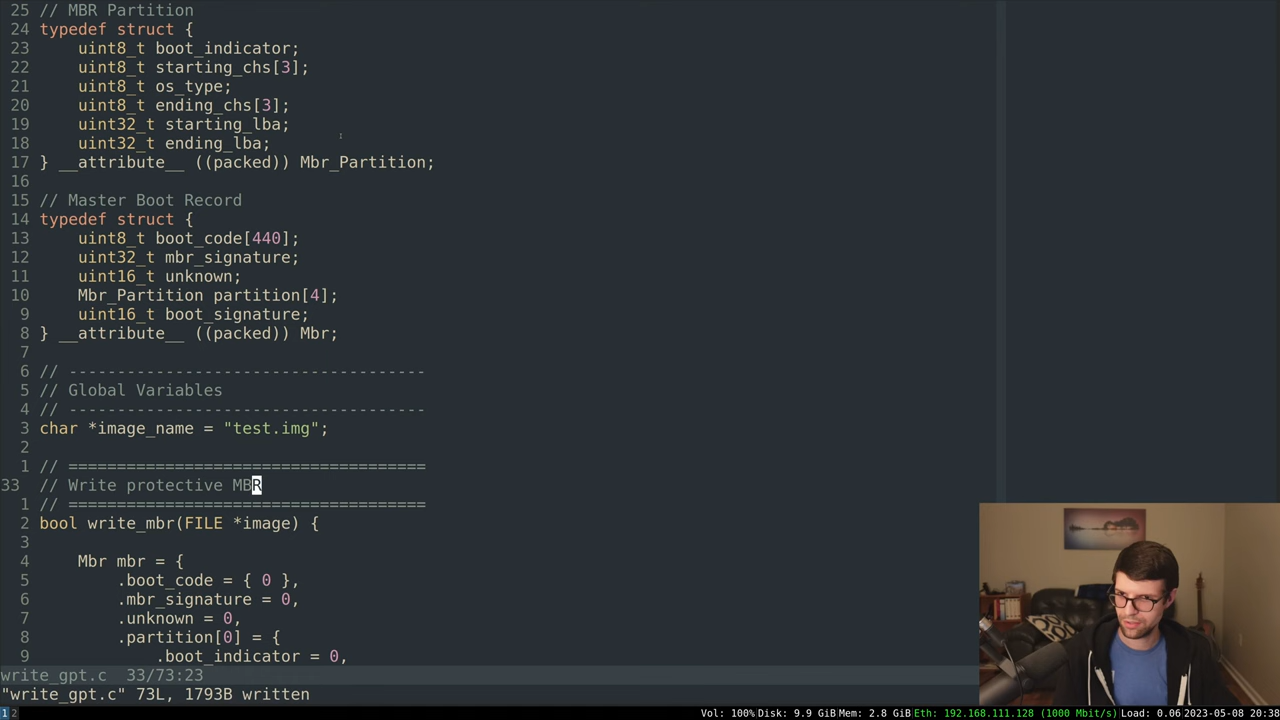 25 // MBR Partition
24 typedef struct {
23     uint8_t boot_indicator;
22     uint8_t starting_chs[3];
21     uint8_t os_type;
20     uint8_t ending_chs[3];
19     uint32_t starting_lba;
18     uint32_t ending_lba;
17 } __attribute__ ((packed)) Mbr_Partition;
16
15 // Master Boot Record
14 typedef struct {
13     uint8_t boot_code[440];
12     uint32_t mbr_signature;
11     uint16_t unknown;
10     Mbr_Partition partition[4];
9     uint16_t boot_signature;
8 } __attribute__ ((packed)) Mbr;
7
6 // -------------------------------------
5 // Global Variables
4 // -------------------------------------
3 char *image_name = "test.img";
2
1 // =====================================
33 // Write protective MBR
1 // =====================================
2 bool write_mbr(FILE *image) {
3
4     Mbr mbr = {
5         .boot_code = { 0 },
6         .mbr_signature = 0,
7         .unknown = 0,
8         .partition[0] = {
9             .boot_indicator = 0,
write_gpt.c  33/73:23
"write_gpt.c" 73L, 1793B written
1 2 Vol: 100% Disk: 9.9 GiB Mem: 2.8 GiB Eth: 192.168.111.128 (1000 Mbit/s) Load: 0.06 2023-05-08 20:38